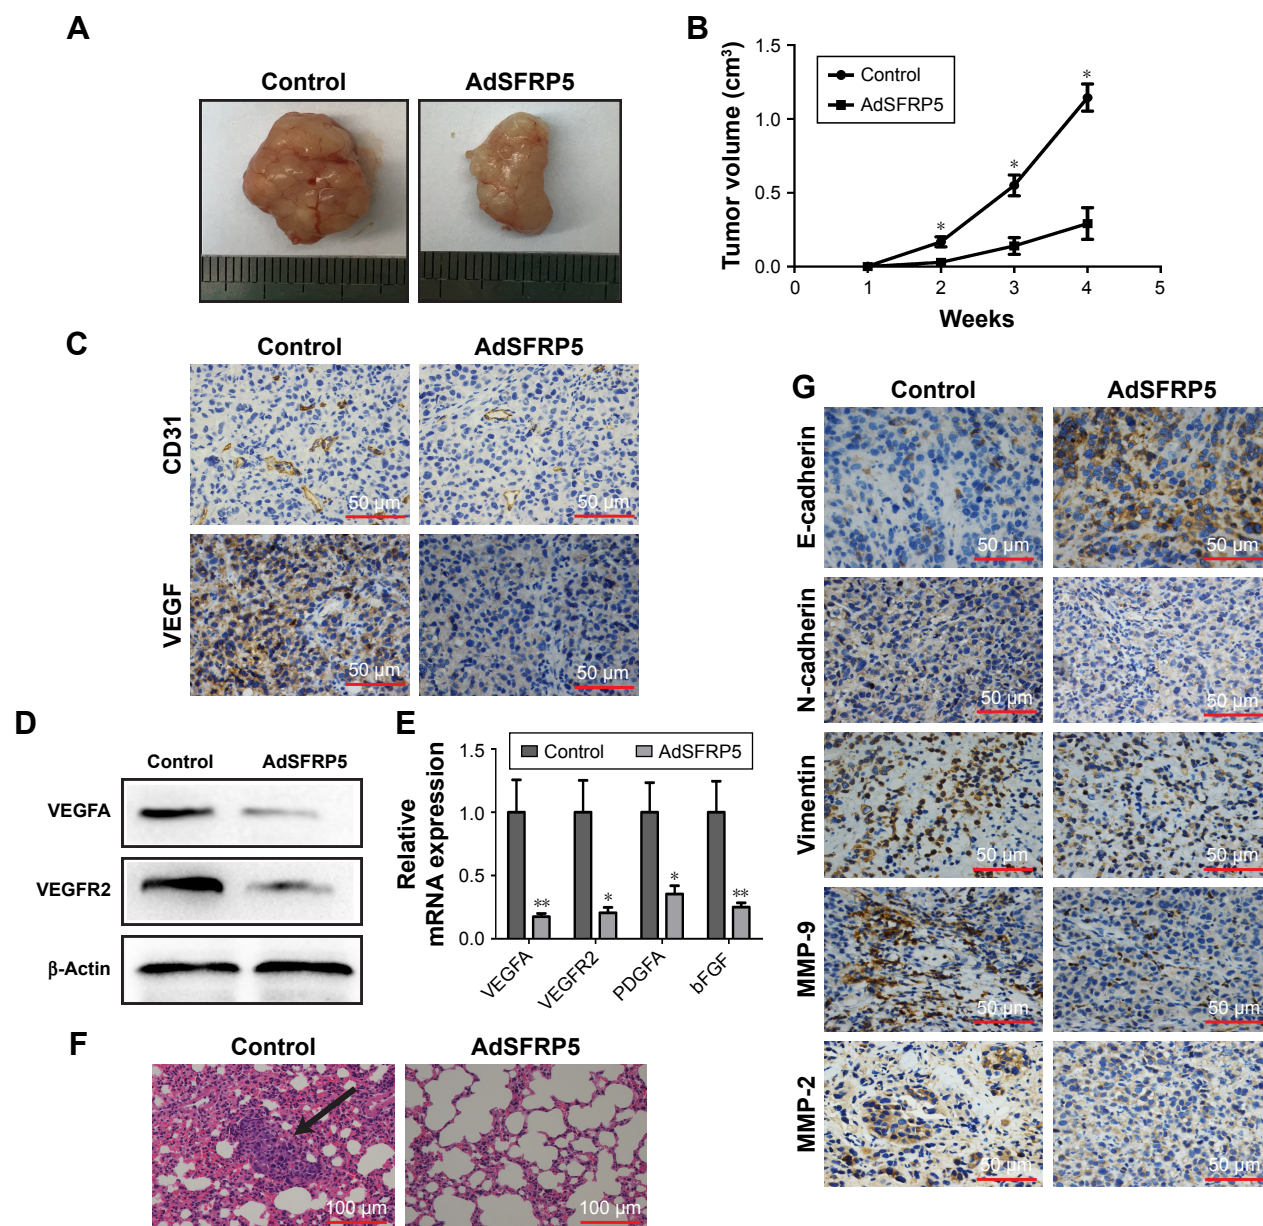 A
Control
AdSFRP5
B
Tumor volume (cm³)
1.5
1.0
0.5
0.0
Control
AdSFRP5
*
*
*
0
1
2
3
4
5
Weeks
C
Control
AdSFRP5
CD31
50 µm
50 µm
VEGF
50 µm
50 µm
D
Control
AdSFRP5
VEGFA
VEGFR2
β-Actin
E
Relative
mRNA expression
1.5
1.0
0.5
0.0
Control
AdSFRP5
**
*
*
**
VEGFA
VEGFR2
PDGFA
bFGF
F
Control
AdSFRP5
100 µm
100 µm
G
Control
AdSFRP5
E-cadherin
50 µm
50 µm
N-cadherin
50 µm
50 µm
Vimentin
50 µm
50 µm
MMP-9
50 µm
50 µm
MMP-2
50 µm
50 µm